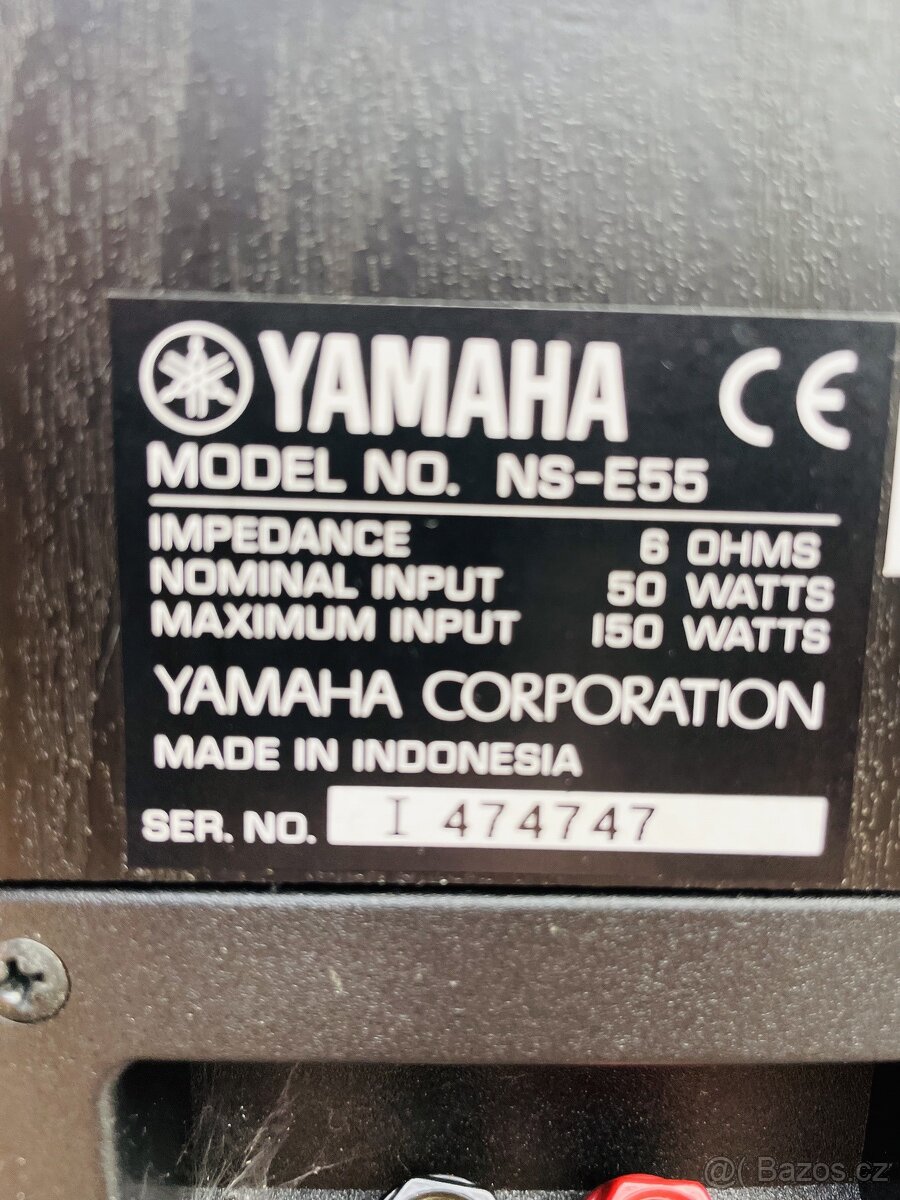 YAMAHA CE
MODEL NO. NS-E55
IMPEDANCE 6 OHMS
NOMINAL INPUT 50 WATTS
MAXIMUM INPUT 150 WATTS
YAMAHA CORPORATION
MADE IN INDONESIA
SER. NO. I 474747
@( Bazos.cz